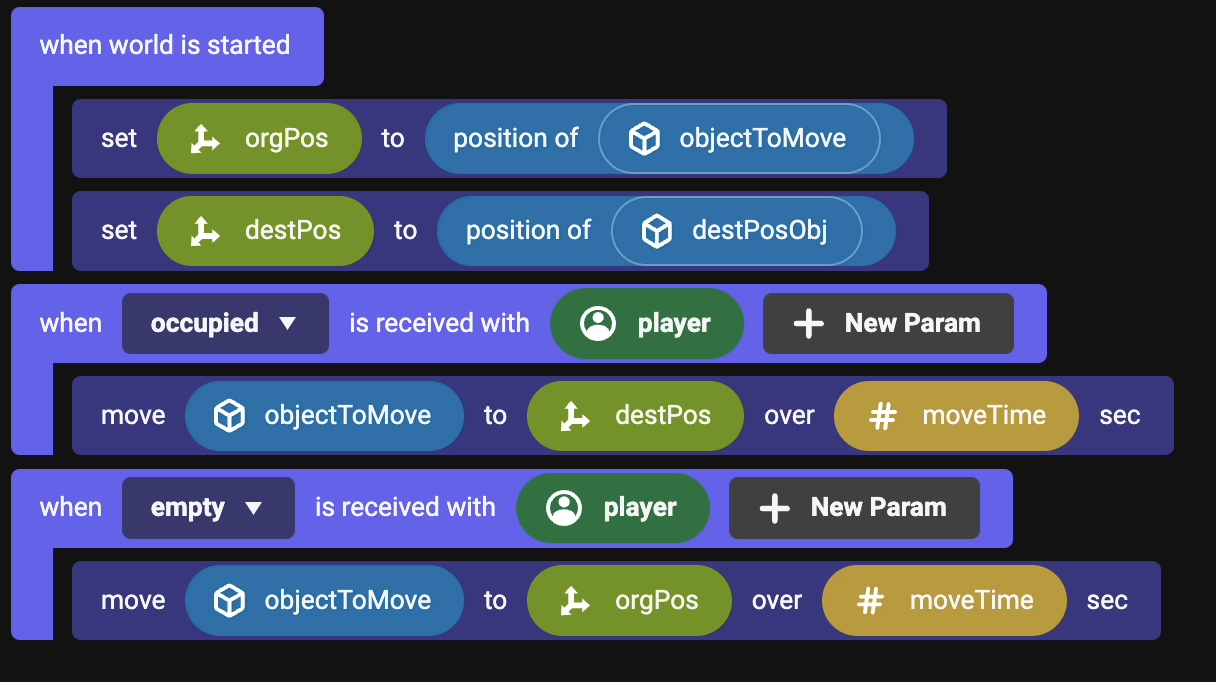 when world is started
set orgPos to position of objectToMove
set destPos to position of destPosObj
when occupied is received with player + New Param
move objectToMove to destPos over # moveTime sec
when empty is received with player + New Param
move objectToMove to orgPos over # moveTime sec